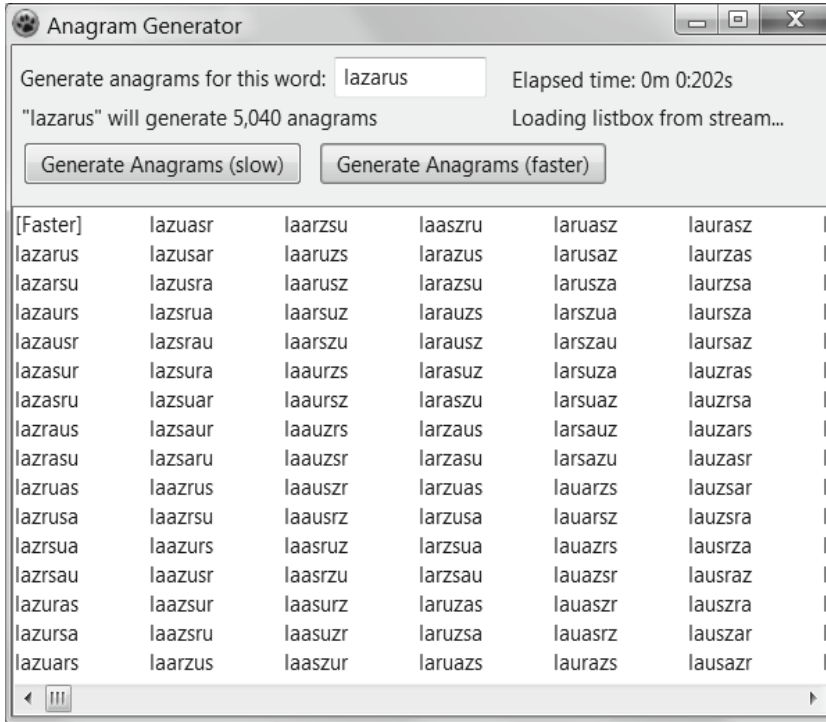 Anagram Generator
Generate anagrams for this word: lazarus Elapsed time: 0m 0:202s
"lazarus" will generate 5,040 anagrams Loading listbox from stream...
Generate Anagrams (slow) Generate Anagrams (faster)
[Faster] lazuasr laarzsu laaszru laruasz laurasz
lazarus lazusar laaruzs larazus larusaz laurzas
lazarsu lazusra laarusz larazsu larusza laurzsa
lazaurs lazsrua laarsuz larauzs larszua laursza
lazausr lazsrau laarszu larausz larszau laursaz
lazasur lazsura laaurzs larasuz larsuza lauzras
lazasru lazsuar laaursz laraszu larsuaz lauzrsa
lazraus lazsaur laauzrs larzaus larsauz lauzars
lazrasu lazsaru laauzsr larzasu larsazu lauzasr
lazruas laazrus laauszr larzuas lauarzs lauzsar
lazrusa laazrsu laausrz larzusa lauarsz lauzsra
lazrsua laazurs laasruz larzsua lauazrs lausrza
lazrsau laazusr laasrzu larzsau lauazsr lausraz
lazuras laazsur laasurz laruzas lauaszr lauszra
lazursa laazsru laasuzr laruzsa lauasrz lauszar
lazuars laarzus laaszur laruazs laurazs lausazr